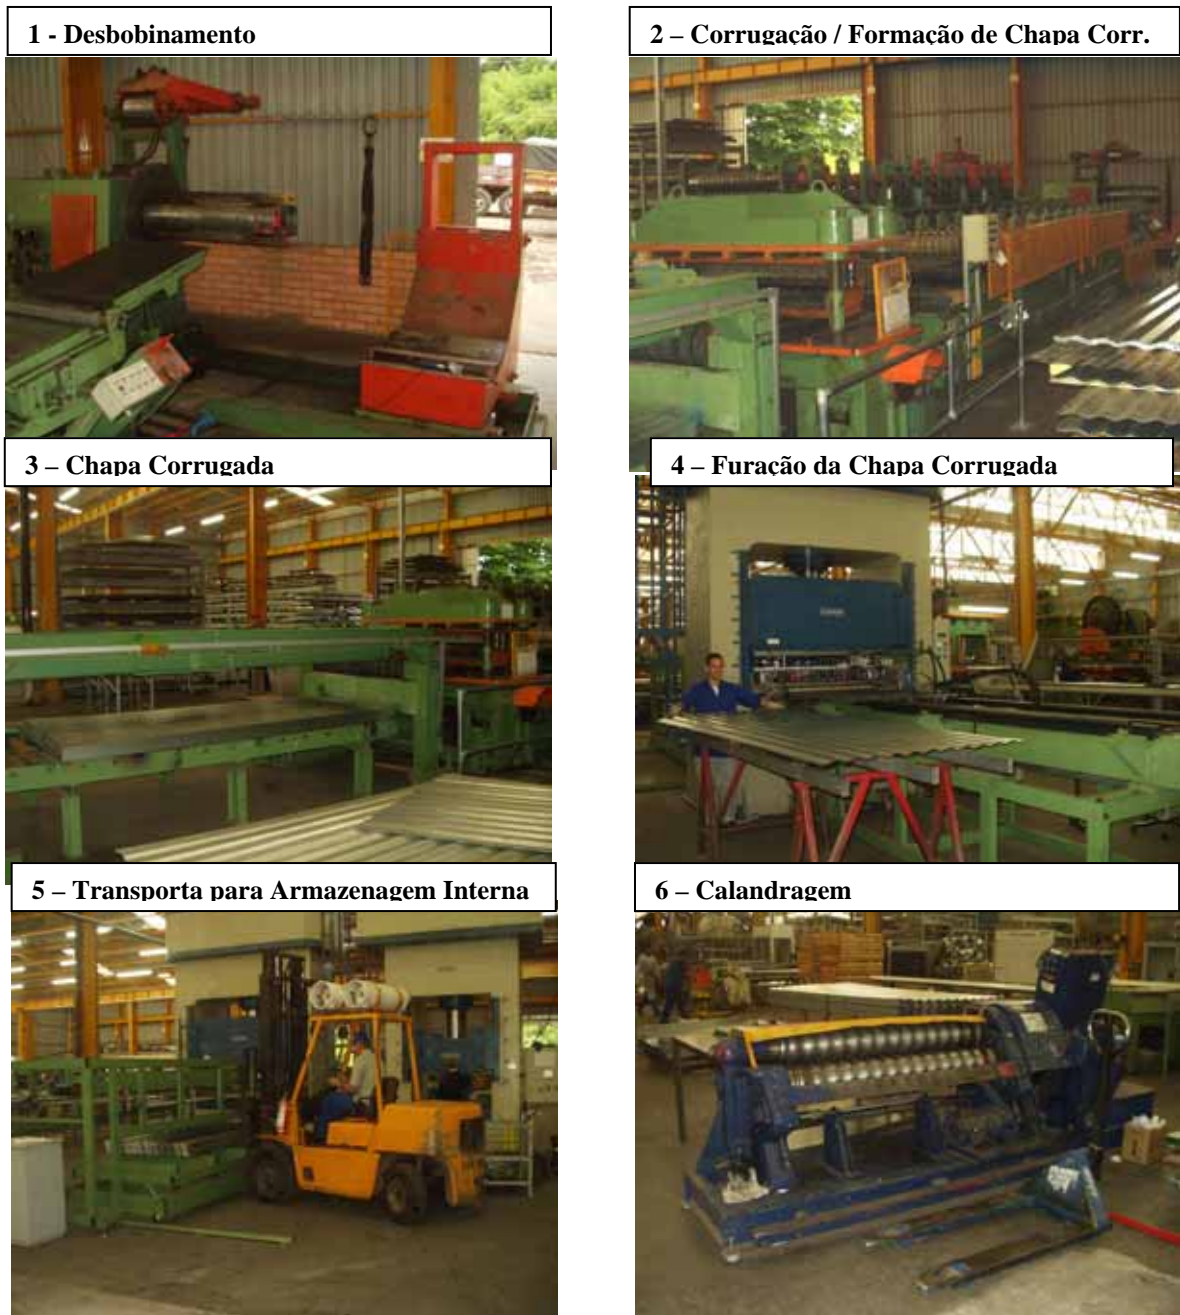 1 - Desbobinamento
2 – Corrugação / Formação de Chapa Corr.
3 – Chapa Corrugada
4 – Furação da Chapa Corrugada
5 – Transporta para Armazenagem Interna
6 – Calandragem